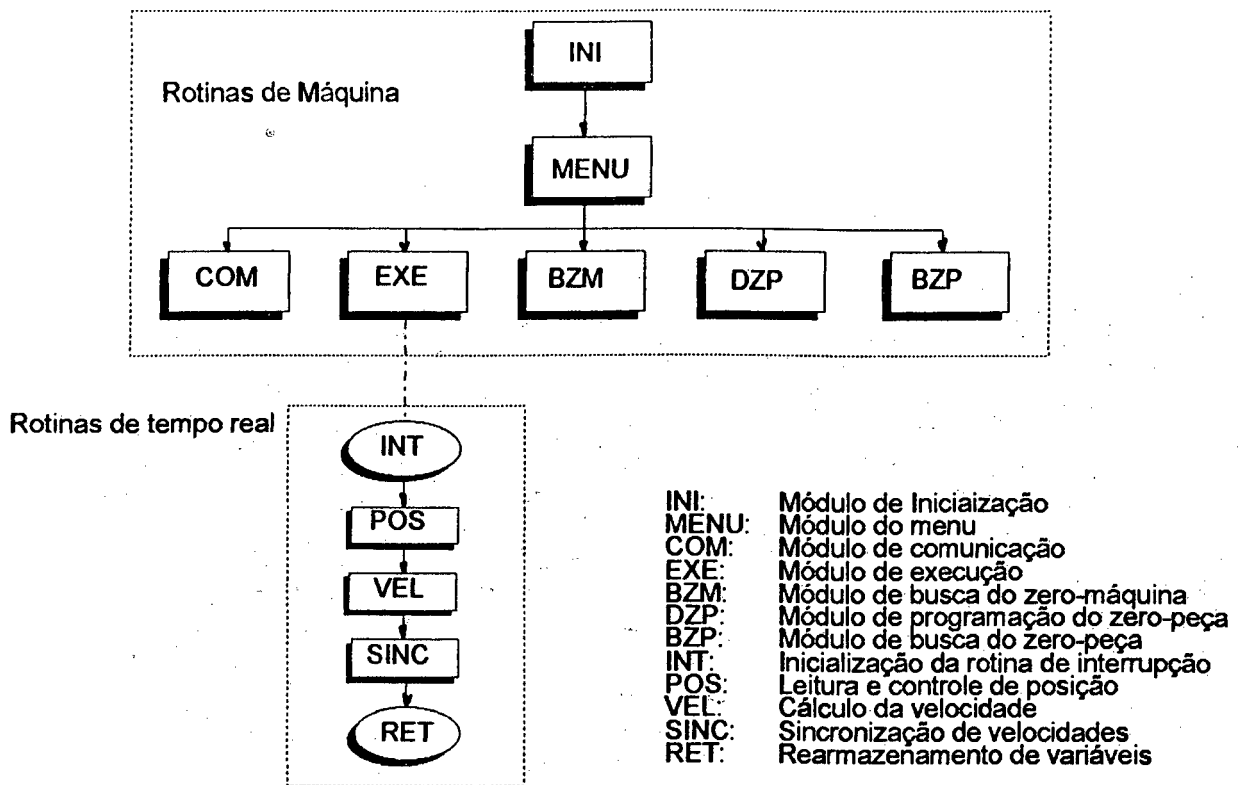 INI
Rotinas de Máquina
MENU
COM EXE BZM DZP BZP
Rotinas de tempo real
INT
POS
VEL
SINC
RET
INI: Módulo de Iniciaização
MENU: Módulo do menu
COM: Módulo de comunicação
EXE: Módulo de execução
BZM: Módulo de busca do zero-máquina
DZP: Módulo de programação do zero-peça
BZP: Módulo de busca do zero-peça
INT: Inicialização da rotina de interrupção
POS: Leitura e controle de posição
VEL: Cálculo da velocidade
SINC: Sincronização de velocidades
RET: Rearmazenamento de variáveis